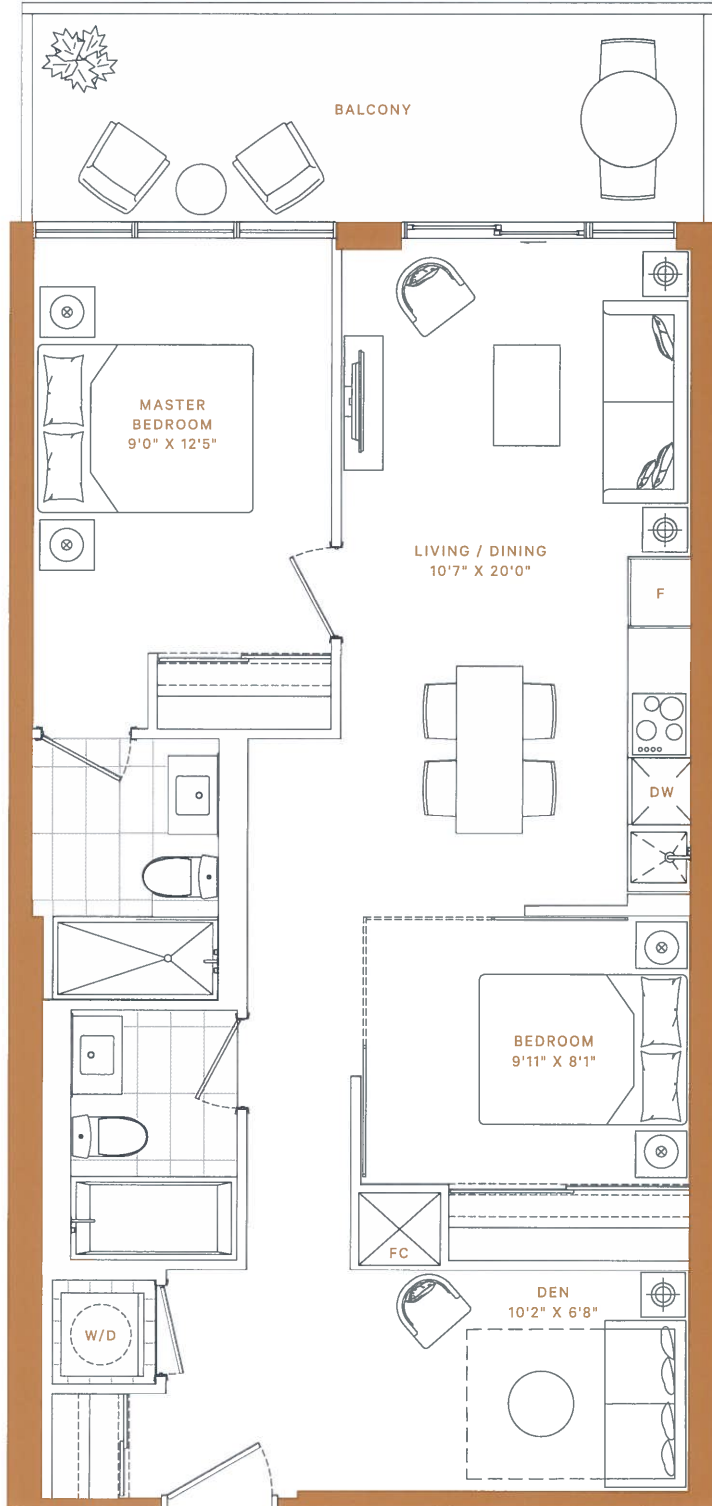 BALCONY
MASTER
BEDROOM
9'0" X 12'5"
LIVING / DINING
10'7" X 20'0"
F
DW
BEDROOM
9'11" X 8'1"
FC
DEN
10'2" X 6'8"
W/D